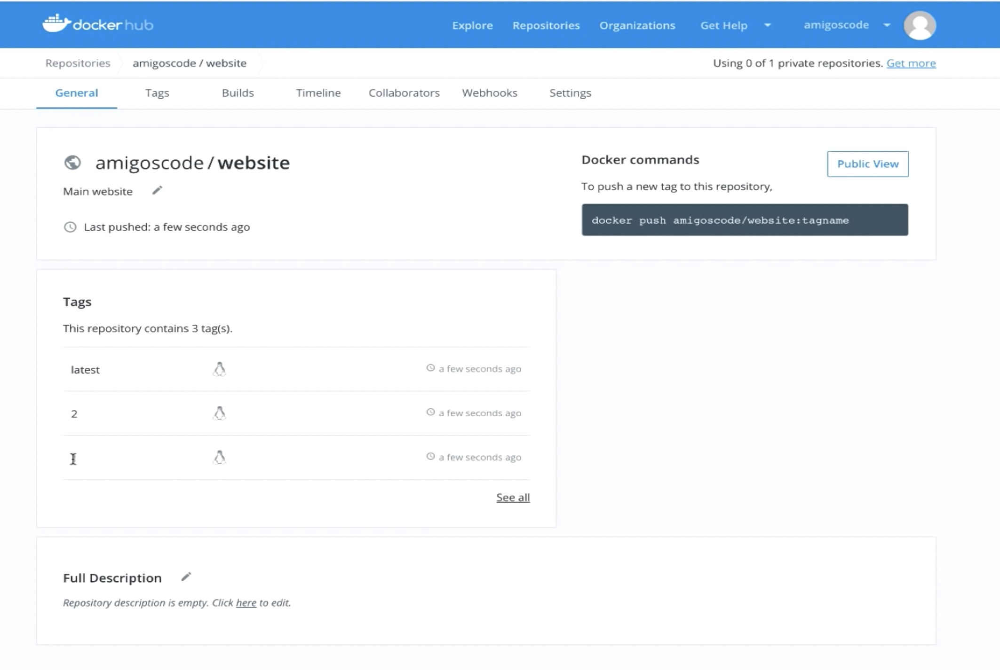 docker hub
Explore Repositories Organizations Get Help amigoscode
Repositories amigoscode / website
Using 0 of 1 private repositories. Get more
General Tags Builds Timeline Collaborators Webhooks Settings
amigoscode / website
Main website
Last pushed: a few seconds ago
Docker commands
Public View
To push a new tag to this repository,
docker push amigoscode/website:tagname
Tags
This repository contains 3 tag(s).
latest a few seconds ago
2 a few seconds ago
a few seconds ago
See all
Full Description
Repository description is empty. Click here to edit.